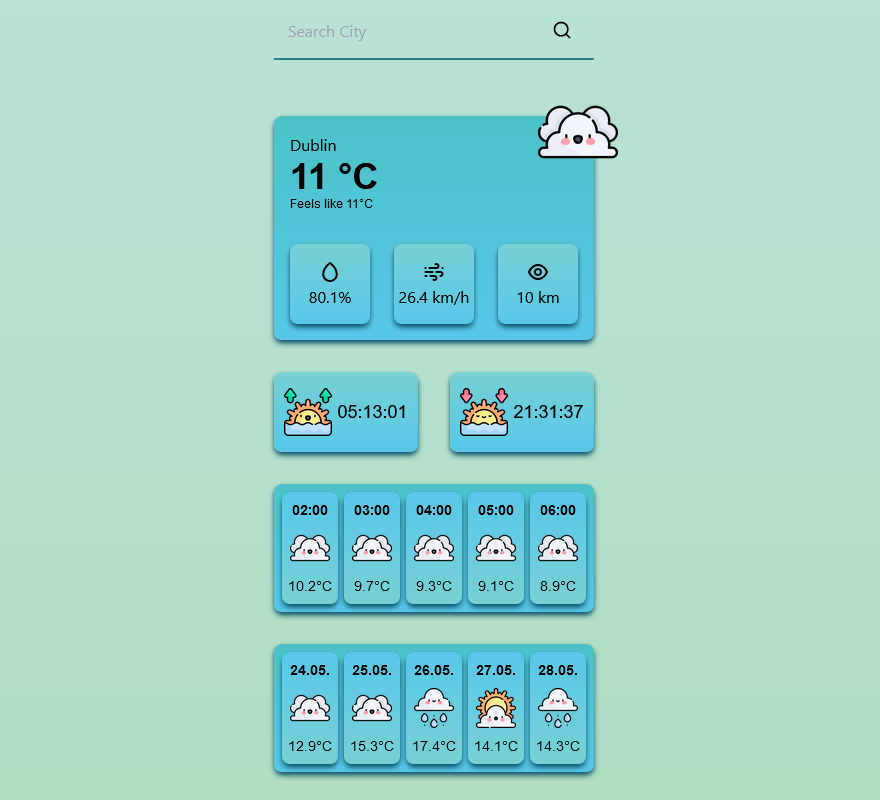 Search City
Dublin
11 °C
Feels like 11°C
80.1% 26.4 km/h 10 km
05:13:01 21:31:37
02:00 03:00 04:00 05:00 06:00
10.2°C 9.7°C 9.3°C 9.1°C 8.9°C
24.05. 25.05. 26.05. 27.05. 28.05.
12.9°C 15.3°C 17.4°C 14.1°C 14.3°C